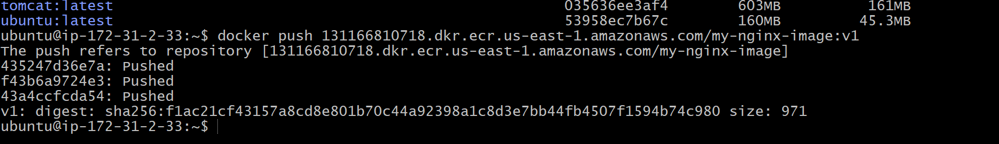 tomcat:latest 035636ee3af4 603MB 161MB
ubuntu:latest 53958ec7b67c 160MB 45.3MB
ubuntu@ip-172-31-2-33:~$ docker push 131166810718.dkr.ecr.us-east-1.amazonaws.com/my-nginx-image:v1
The push refers to repository [131166810718.dkr.ecr.us-east-1.amazonaws.com/my-nginx-image]
435247d36e7a: Pushed
f43b6a9724e3: Pushed
43a4ccfcda54: Pushed
v1: digest: sha256:f1ac21cf43157a8cd8e801b70c44a92398a1c8d3e7bb44fb4507f1594b74c980 size: 971
ubuntu@ip-172-31-2-33:~$